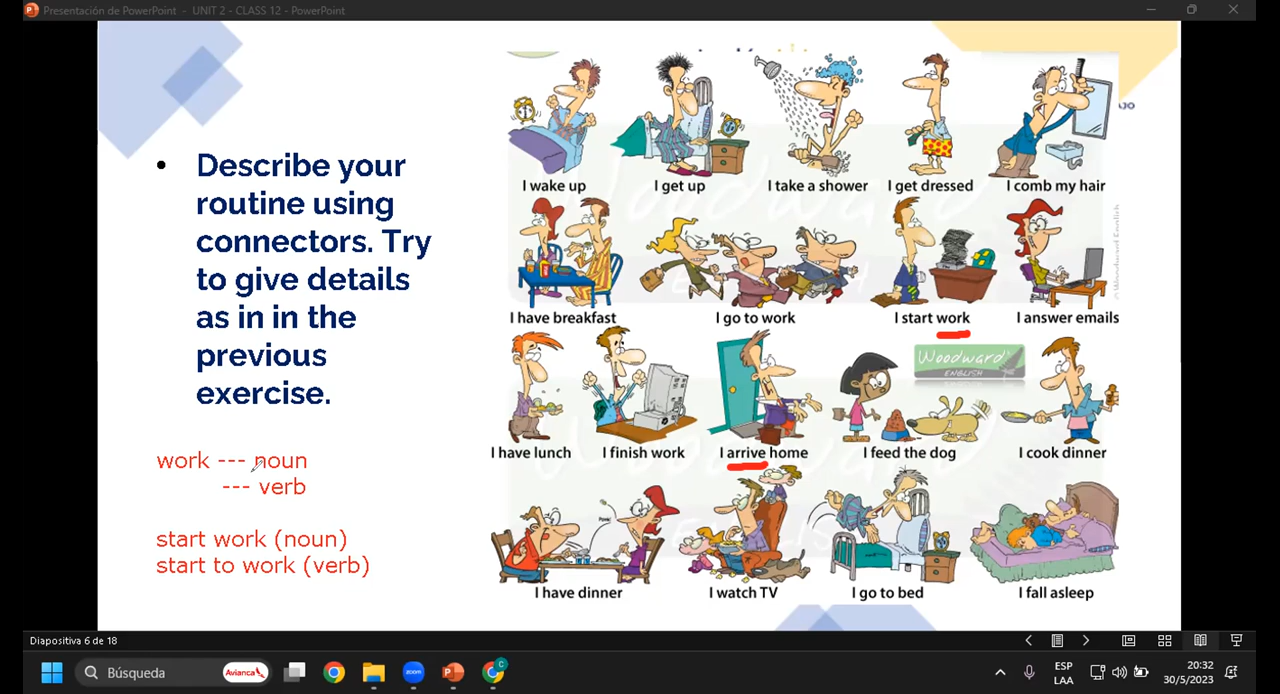 Presentación de PowerPoint - UNIT 2 - CLASS 12 - PowerPoint
• Describe your
routine using
connectors. Try
to give details
as in in the
previous
exercise.
work --- noun
--- verb
start work (noun)
start to work (verb)
I wake up
I get up
I take a shower
I get dressed
I comb my hair
I have breakfast
I go to work
I start work
I answer emails
Woodward
ENGLISH
I have lunch
I finish work
I arrive home
I feed the dog
I cook dinner
I have dinner
I watch TV
I go to bed
I fall asleep
© Woodward English
Diapositiva 6 de 18
Búsqueda
Avianca
zoom
ESP
LAA
20:32
30/5/2023